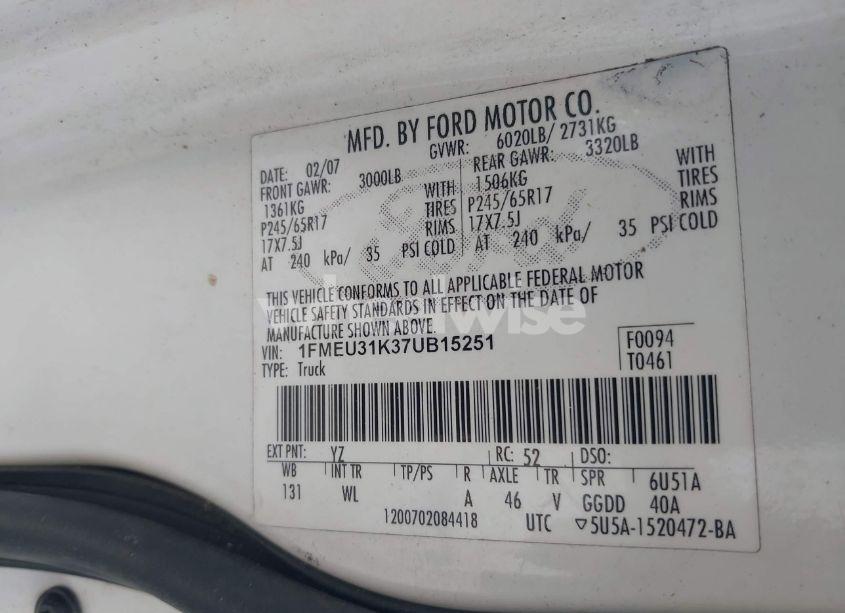 MFD. BY FORD MOTOR CO.
DATE: 02/07 GVWR: 6020LB/ 2731KG
FRONT GAWR: 3000LB REAR GAWR: 3320LB
1361KG WITH 1506KG WITH
P245/65R17 TIRES P245/65R17 TIRES
17X7.5J RIMS 17X7.5J RIMS
AT 240 kPa/ 35 PSI COLD AT 240 kPa/ 35 PSI COLD
THIS VEHICLE CONFORMS TO ALL APPLICABLE FEDERAL MOTOR
VEHICLE SAFETY STANDARDS IN EFFECT ON THE DATE OF
MANUFACTURE SHOWN ABOVE.
VIN: 1FMEU31K37UB15251 F0094
TYPE: Truck T0461
EXT PNT: YZ RC: 52 DSO:
WB INT TR TP/PS R AXLE TR SPR 6U51A
131 WL A 46 V GGDD 40A
1200702084418 UTC ▽5U5A-1520472-BA